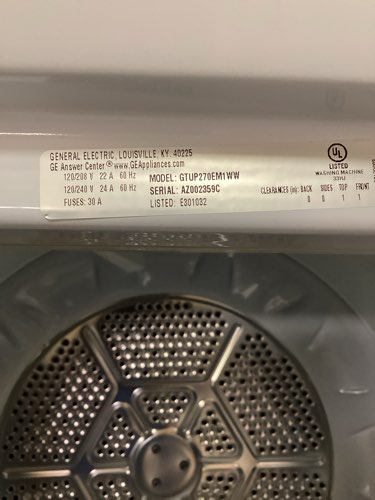 GENERAL ELECTRIC, LOUISVILLE, KY. 40225
GE Answer Center® www.GEAppliances.com
120/208 V 22 A 60 Hz
120/240 V 24 A 60 Hz
FUSES: 30 A
MODEL: GTUP270EM1WW
SERIAL: AZ002359C
LISTED: E301032
UL
LISTED
WASHING MACHINE
33HJ
CLEARANCES (in): BACK SIDES TOP FRONT
0 0 1 1